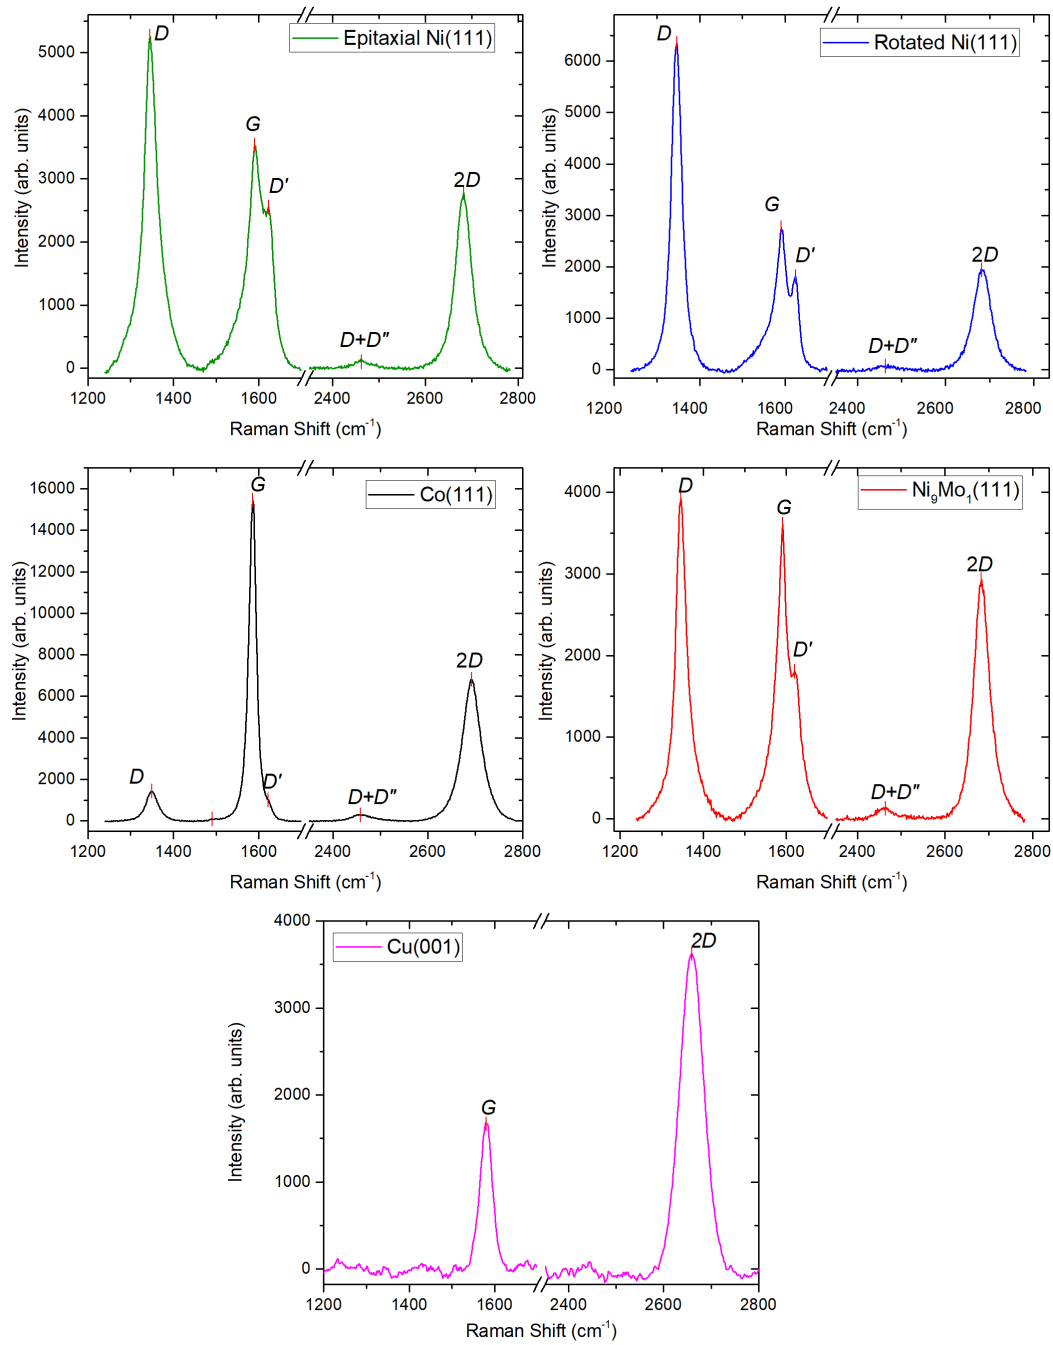 Epitaxial Ni(111)
D
G
D'
2D
D+D"
5000
4000
3000
2000
1000
0
Intensity (arb. units)
1200 1400 1600 2400 2600 2800
Raman Shift (cm-1)
Rotated Ni(111)
D
G
D'
2D
D+D"
6000
5000
4000
3000
2000
1000
0
Intensity (arb. units)
1200 1400 1600 2400 2600 2800
Raman Shift (cm-1)
Co(111)
G
2D
D
D'
D+D"
16000
14000
12000
10000
8000
6000
4000
2000
0
Intensity (arb. units)
1200 1400 1600 2400 2600 2800
Raman Shift (cm-1)
Ni9Mo1(111)
D
G
2D
D'
D+D"
4000
3000
2000
1000
0
Intensity (arb. units)
1200 1400 1600 2400 2600 2800
Raman Shift (cm-1)
Cu(001)
2D
G
4000
3000
2000
1000
0
Intensity (arb. units)
1200 1400 1600 2400 2600 2800
Raman Shift (cm-1)